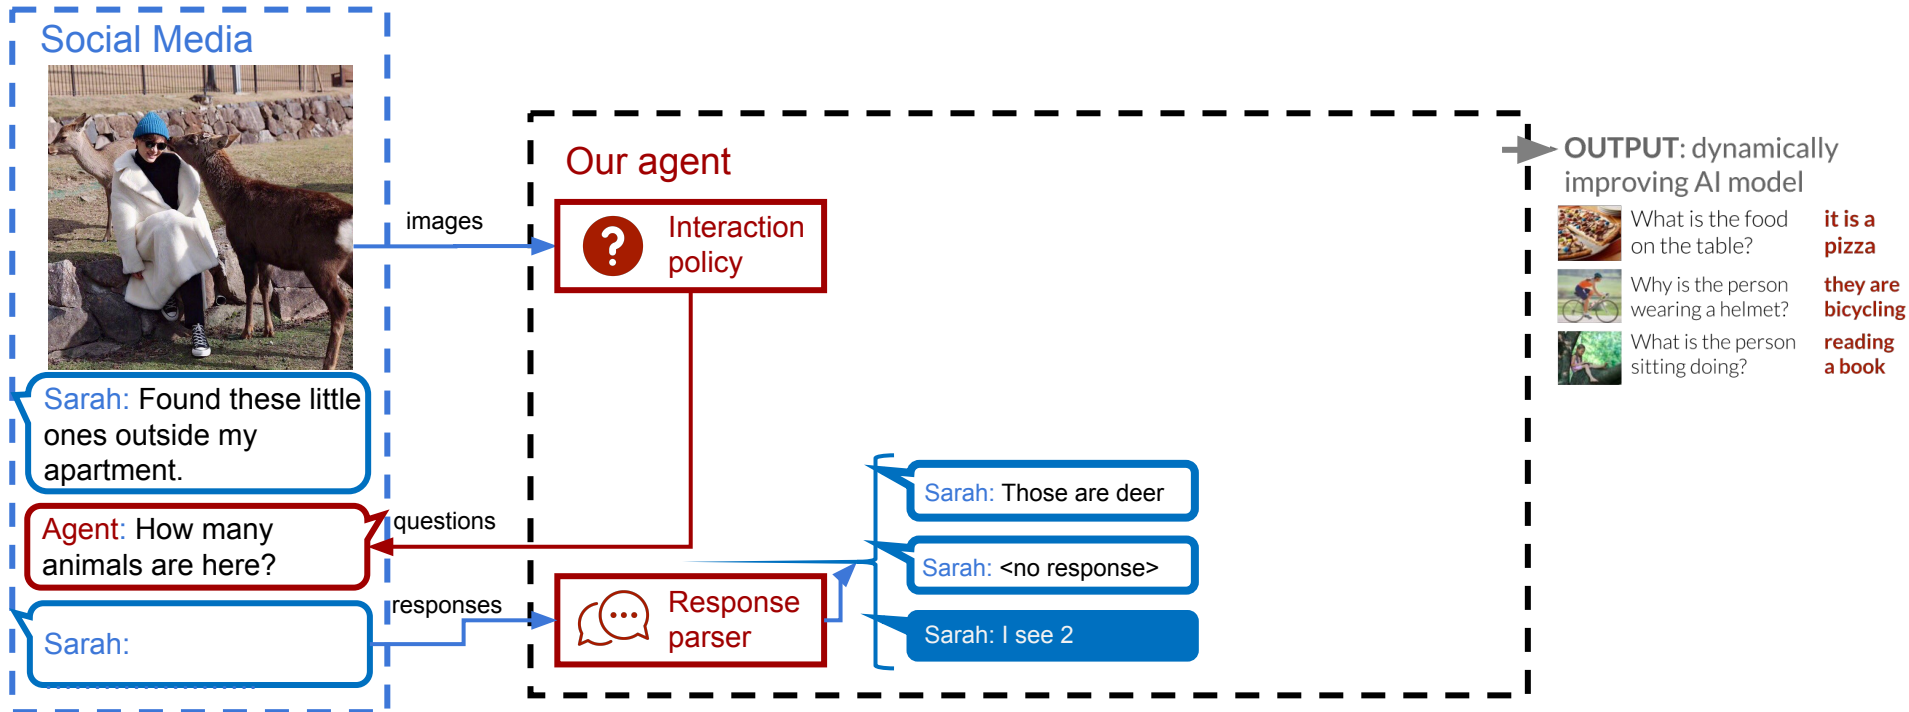 Social Media
Sarah: Found these little
ones outside my
apartment.
Agent: How many
animals are here?
Sarah:
images
questions
responses
Our agent
Interaction
policy
Response
parser
Sarah: Those are deer
Sarah: <no response>
Sarah: I see 2
OUTPUT: dynamically
improving AI model
What is the food
on the table?
it is a
pizza
Why is the person
wearing a helmet?
they are
bicycling
What is the person
sitting doing?
reading
a book